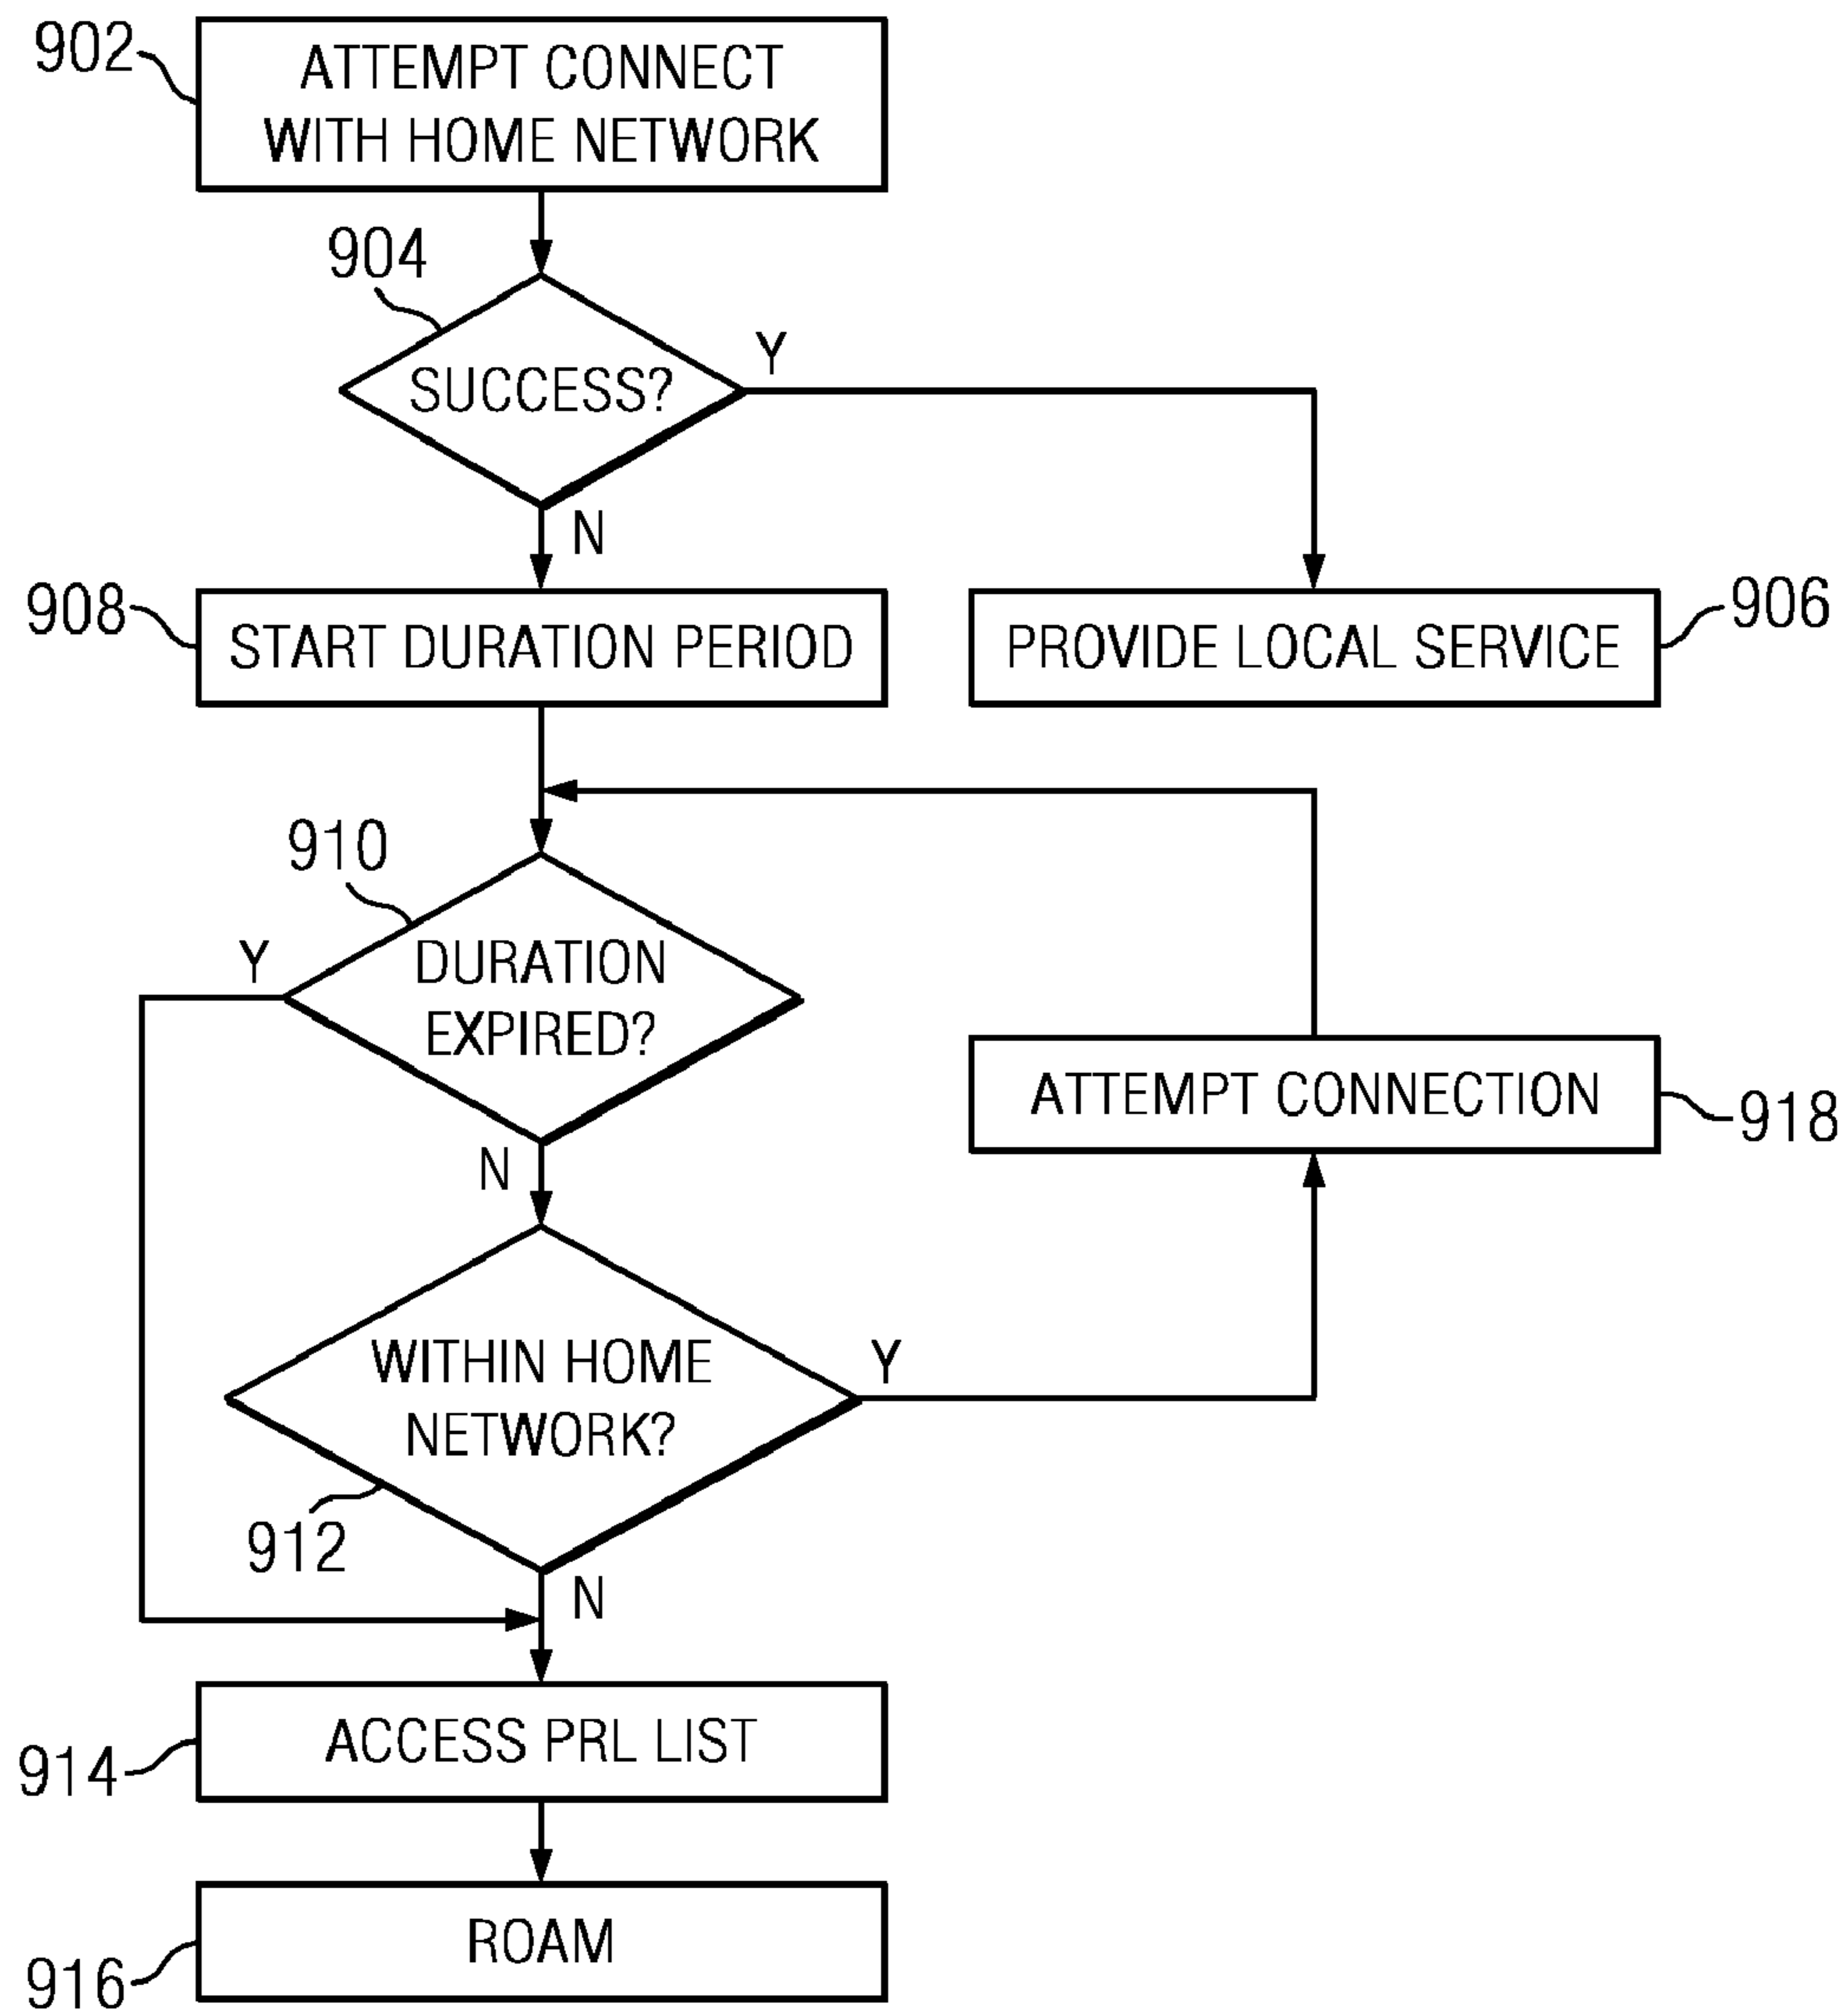 902
ATTEMPT CONNECT
WITH HOME NETWORK
904
SUCCESS?
Y
N
908
START DURATION PERIOD
PROVIDE LOCAL SERVICE
906
910
Y
DURATION
EXPIRED?
N
ATTEMPT CONNECTION
918
WITHIN HOME
NETWORK?
Y
912
N
ACCESS PRL LIST
914
ROAM
916